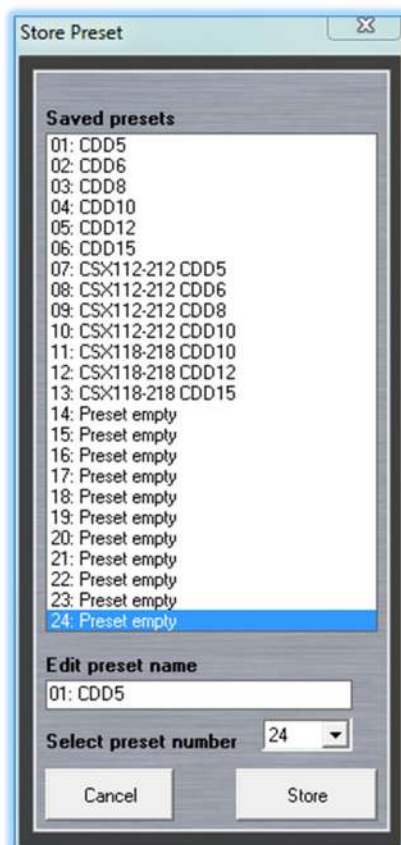 Store Preset
Saved presets
01: CDD5
02: CDD6
03: CDD8
04: CDD10
05: CDD12
06: CDD15
07: CSX112-212 CDD5
08: CSX112-212 CDD6
09: CSX112-212 CDD8
10: CSX112-212 CDD10
11: CSX118-218 CDD10
12: CSX118-218 CDD12
13: CSX118-218 CDD15
14: Preset empty
15: Preset empty
16: Preset empty
17: Preset empty
18: Preset empty
19: Preset empty
20: Preset empty
21: Preset empty
22: Preset empty
23: Preset empty
24: Preset empty
Edit preset name
01: CDD5
Select preset number 24
Cancel Store